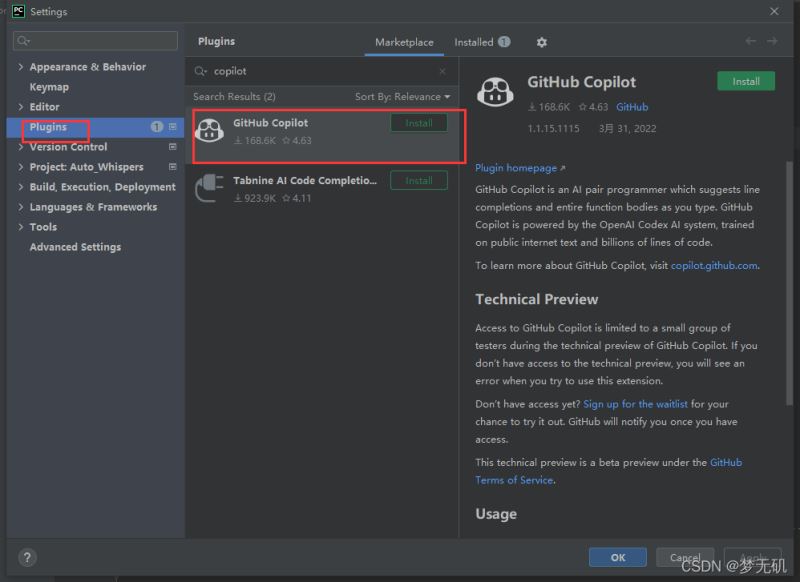 PC Settings
Plugins
Marketplace
Installed 1
Appearance & Behavior
Keymap
Editor
Plugins 1
Version Control
Project: Auto_Whispers
Build, Execution, Deployment
Languages & Frameworks
Tools
Advanced Settings
copilot
Search Results (2) Sort By: Relevance
GitHub Copilot Install
168.6K 4.63
Tabnine AI Code Completio... Install
923.9K 4.11
GitHub Copilot Install
168.6K 4.63 GitHub
1.1.15.1115 3月 31, 2022
Plugin homepage ↗
GitHub Copilot is an AI pair programmer which suggests line
completions and entire function bodies as you type. GitHub
Copilot is powered by the OpenAI Codex AI system, trained
on public internet text and billions of lines of code.
To learn more about GitHub Copilot, visit copilot.github.com.
Technical Preview
Access to GitHub Copilot is limited to a small group of
testers during the technical preview of GitHub Copilot. If you
don't have access to the technical preview, you will see an
error when you try to use this extension.
Don't have access yet? Sign up for the waitlist for your
chance to try it out. GitHub will notify you once you have
access.
This technical preview is a beta preview under the GitHub
Terms of Service.
Usage
?
OK Cancel Apply
CSDN @梦无矶